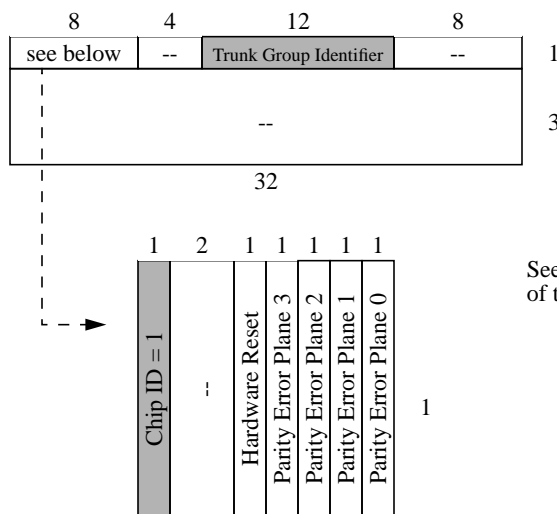 8 4 12 8
see below -- Trunk Group Identifier -- 1
-- 3
32
1 2 1 1 1 1 1
See
of t
Chip ID = 1
--
Hardware Reset
Parity Error Plane 3
Parity Error Plane 2
Parity Error Plane 1
Parity Error Plane 0
1